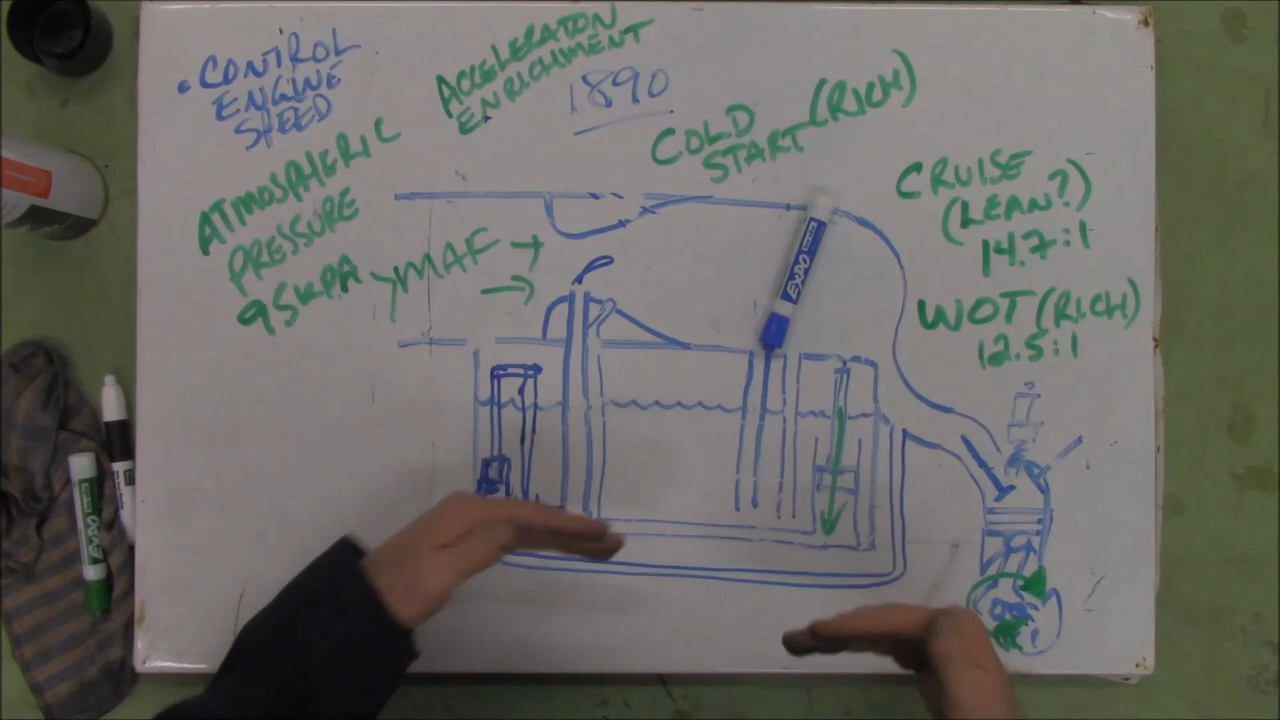 • CONTROL
ENGINE
SPEED
ACCELERATON
ENRICHMENT
1890
COLD
START (RICH)
ATMOSPHERIC
PRESSURE
95KPA
MAF
CRUISE
(LEAN?)
14.7:1
WOT (RICH)
12.5:1
EXPO
EXPO